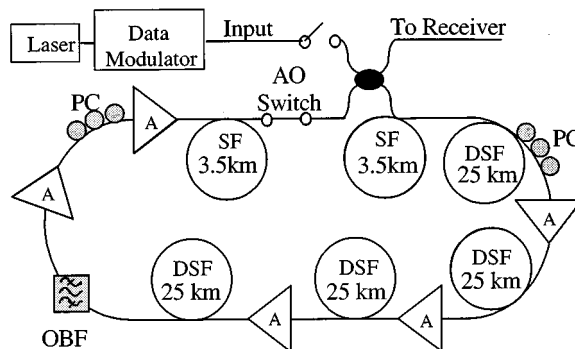 Laser
Data
Modulator
Input
To Receiver
AO
Switch
PC
A
SF
3.5km
SF
3.5km
DSF
25 km
PC
A
A
DSF
25 km
DSF
25 km
DSF
25 km
A
A
OBF